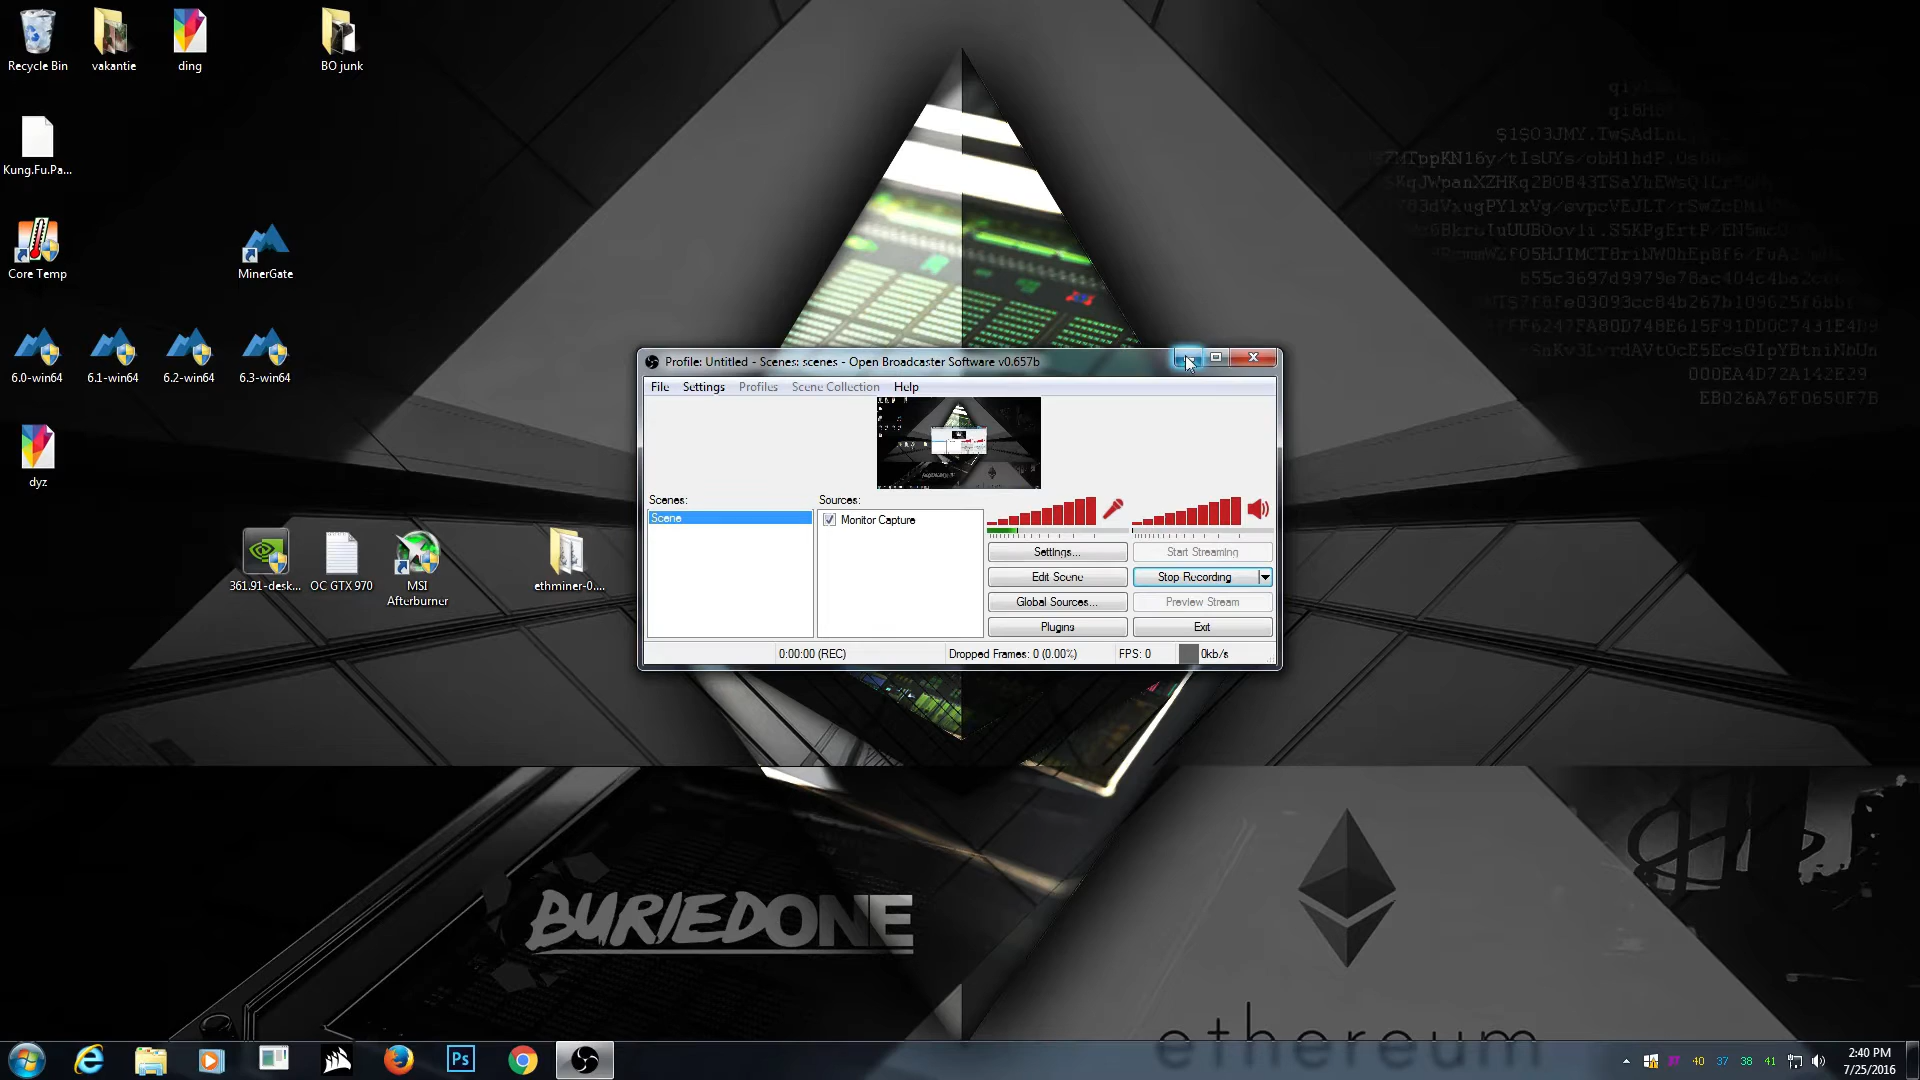 Recycle Bin
vakantie
ding
BO junk
Kung.Fu.Pa...
Core Temp
MinerGate
6.0-win64
6.1-win64
6.2-win64
6.3-win64
dyz
361.91-desk...
OC GTX 970
MSI
Afterburner
ethminer-0....
Profile: Untitled - Scenes: scenes - Open Broadcaster Software v0.657b
File
Settings
Profiles
Scene Collection
Help
Scenes:
Scene
Sources:
Monitor Capture
Settings...
Start Streaming
Edit Scene
Stop Recording
Global Sources...
Preview Stream
Plugins
Exit
0:00:00 (REC)
Dropped Frames: 0 (0.00%)
FPS: 0
0kb/s
655c3697d9979e78ac404c4ba2c
000EA4D72A142E29
EB026A76F0650F7B
BURIEDONE
ethereum
Ps
40
37
38
41
2:40 PM
7/25/2016